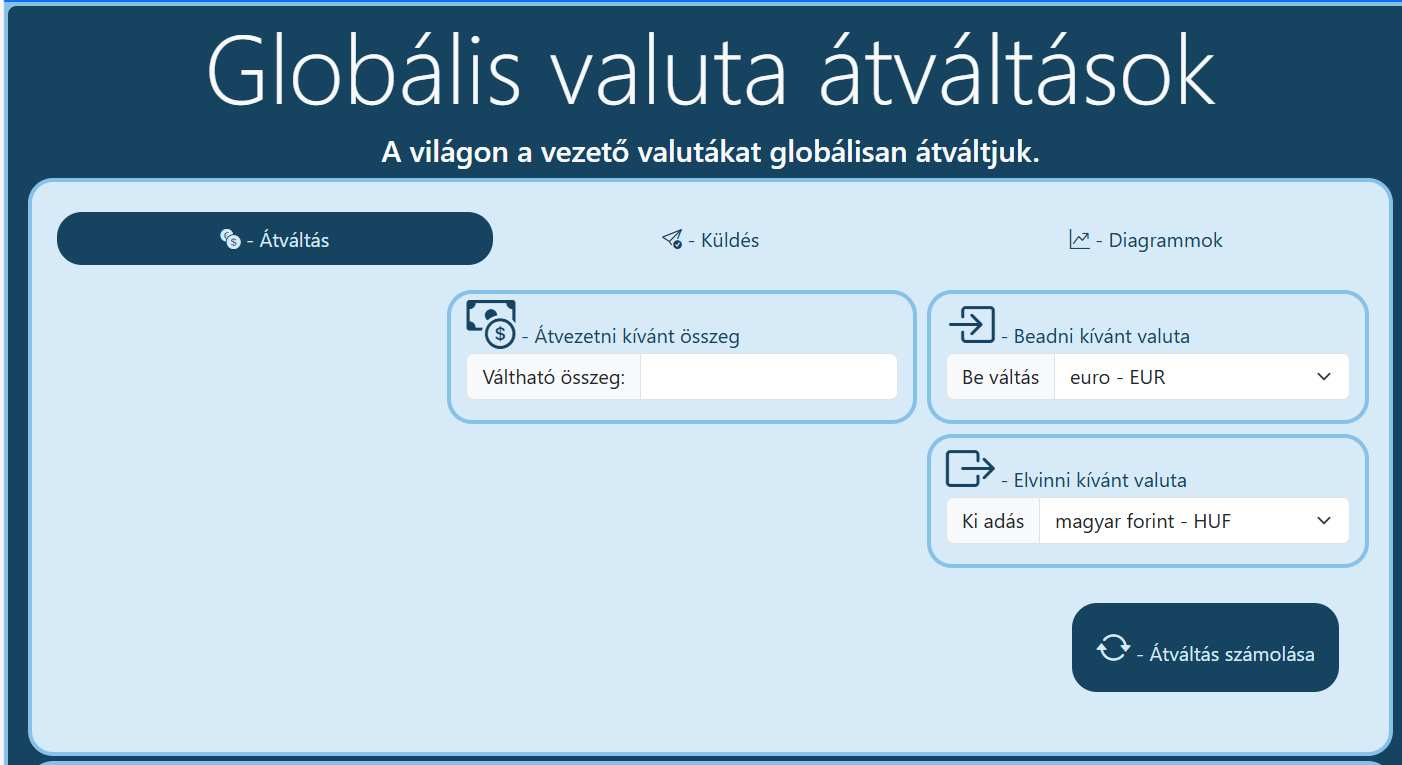 Globális valuta átváltások
A világon a vezető valutákat globálisan átváltjuk.
- Átváltás
- Küldés
- Diagrammok
- Átvezetni kívánt összeg
Váltható összeg:
- Beadni kívánt valuta
Be váltás euro - EUR
- Elvinni kívánt valuta
Ki adás magyar forint - HUF
- Átváltás számolása